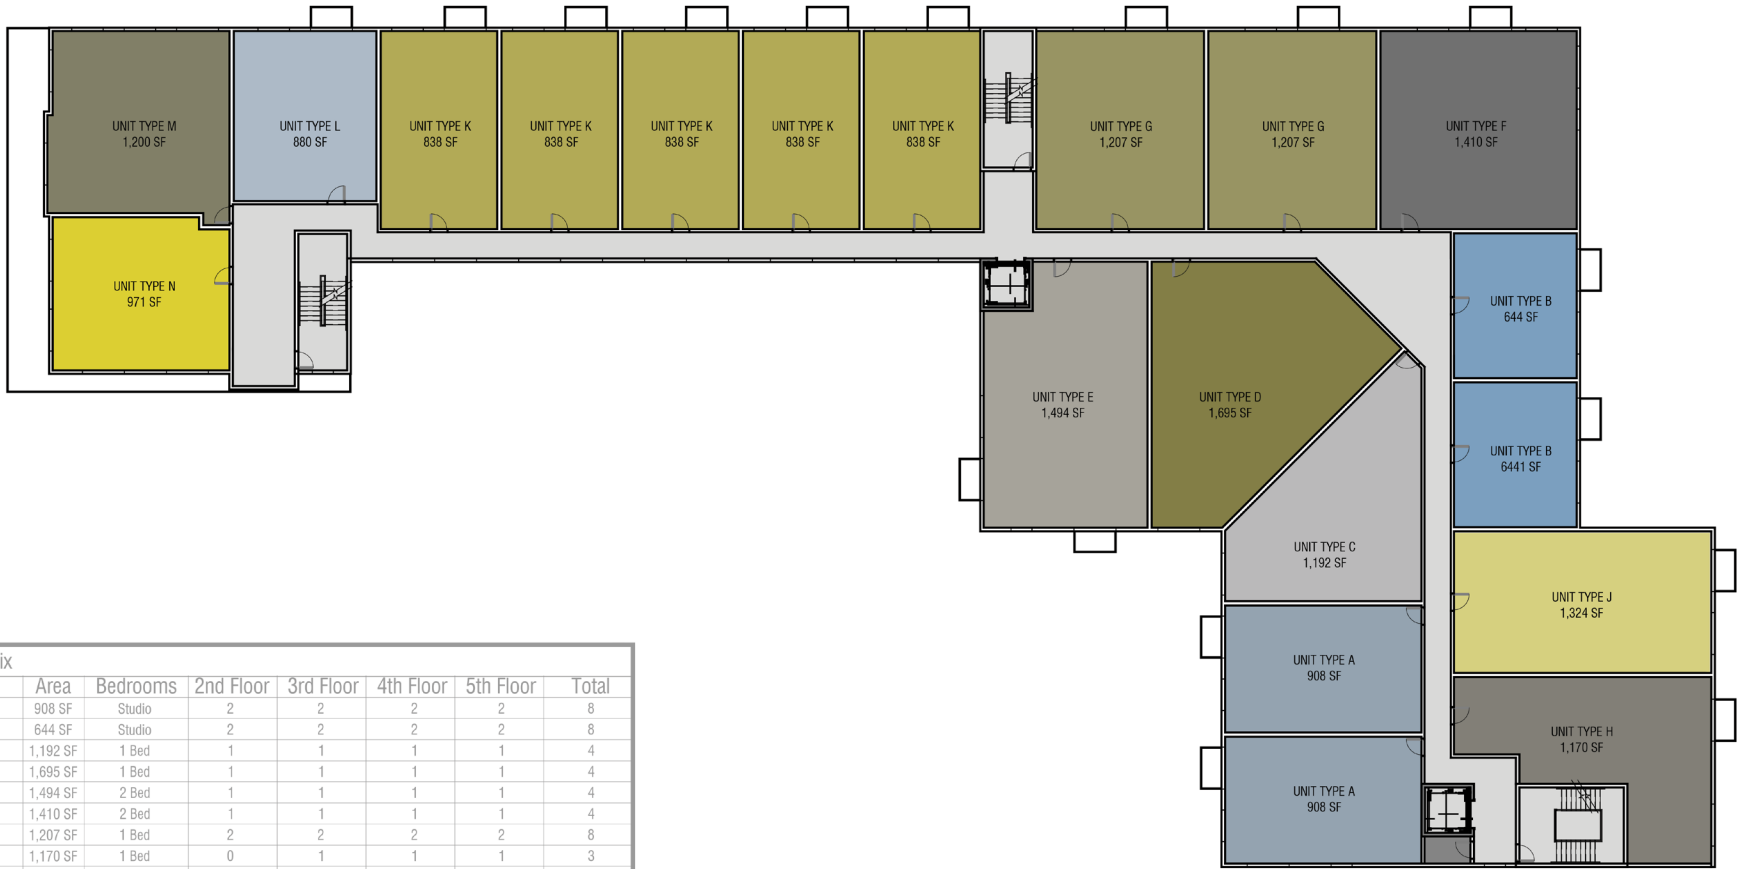 UNIT TYPE M
1,200 SF
UNIT TYPE L
880 SF
UNIT TYPE K
838 SF
UNIT TYPE K
838 SF
UNIT TYPE K
838 SF
UNIT TYPE K
838 SF
UNIT TYPE K
838 SF
UNIT TYPE G
1,207 SF
UNIT TYPE G
1,207 SF
UNIT TYPE F
1,410 SF
UNIT TYPE N
971 SF
UNIT TYPE B
644 SF
UNIT TYPE E
1,494 SF
UNIT TYPE D
1,695 SF
UNIT TYPE B
6441 SF
UNIT TYPE C
1,192 SF
UNIT TYPE J
1,324 SF
UNIT TYPE A
908 SF
UNIT TYPE H
1,170 SF
UNIT TYPE A
908 SF
ix
Area Bedrooms 2nd Floor 3rd Floor 4th Floor 5th Floor Total
908 SF Studio 2 2 2 2 8
644 SF Studio 2 2 2 2 8
1,192 SF 1 Bed 1 1 1 1 4
1,695 SF 1 Bed 1 1 1 1 4
1,494 SF 2 Bed 1 1 1 1 4
1,410 SF 2 Bed 1 1 1 1 4
1,207 SF 1 Bed 2 2 2 2 8
1,170 SF 1 Bed 0 1 1 1 3